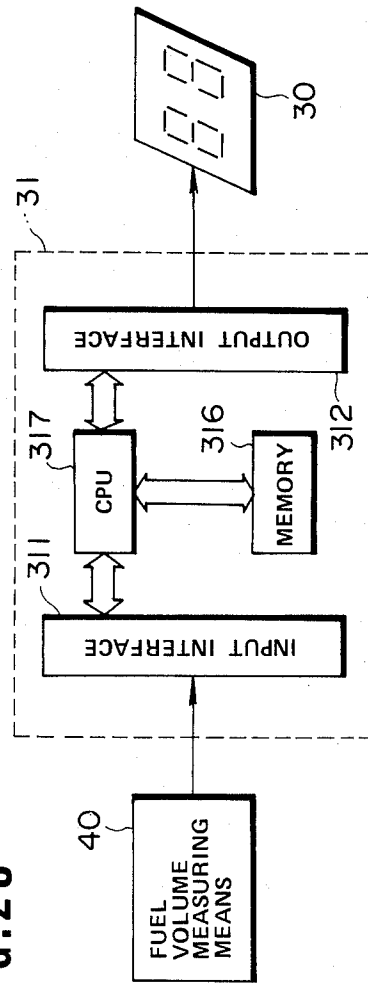 31
317
311
CPU
OUTPUT INTERFACE
INPUT INTERFACE
316
MEMORY
312
30
40
FUEL
VOLUME
MEASURING
MEANS